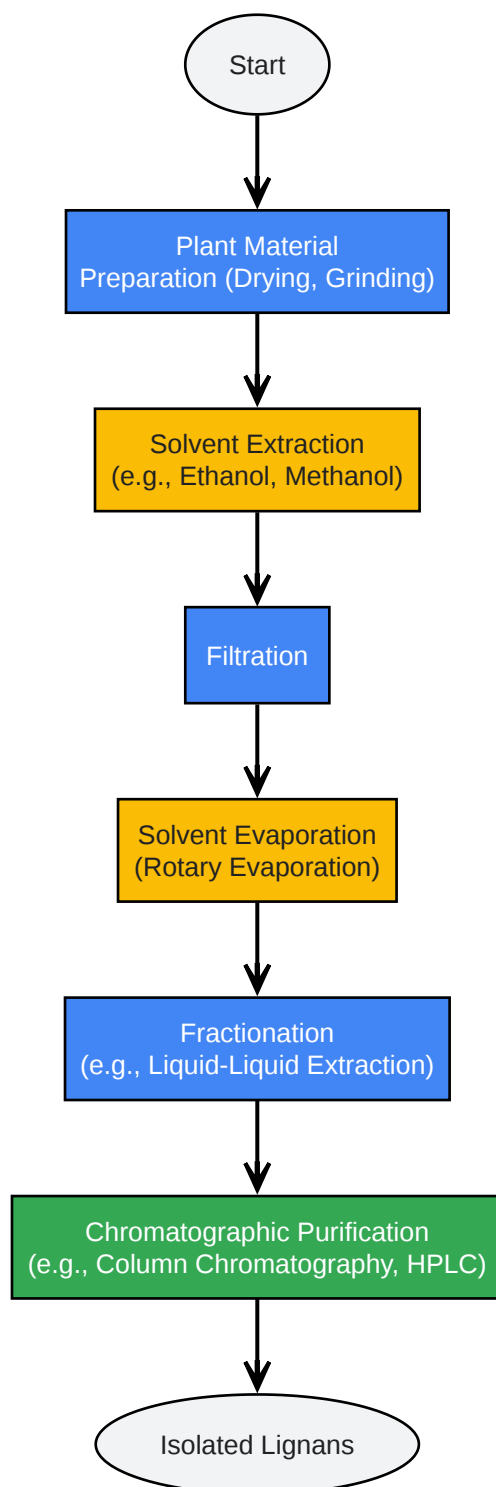 Start
Plant Material
Preparation (Drying, Grinding)
Solvent Extraction
(e.g., Ethanol, Methanol)
Filtration
Solvent Evaporation
(Rotary Evaporation)
Fractionation
(e.g., Liquid-Liquid Extraction)
Chromatographic Purification
(e.g., Column Chromatography, HPLC)
Isolated Lignans